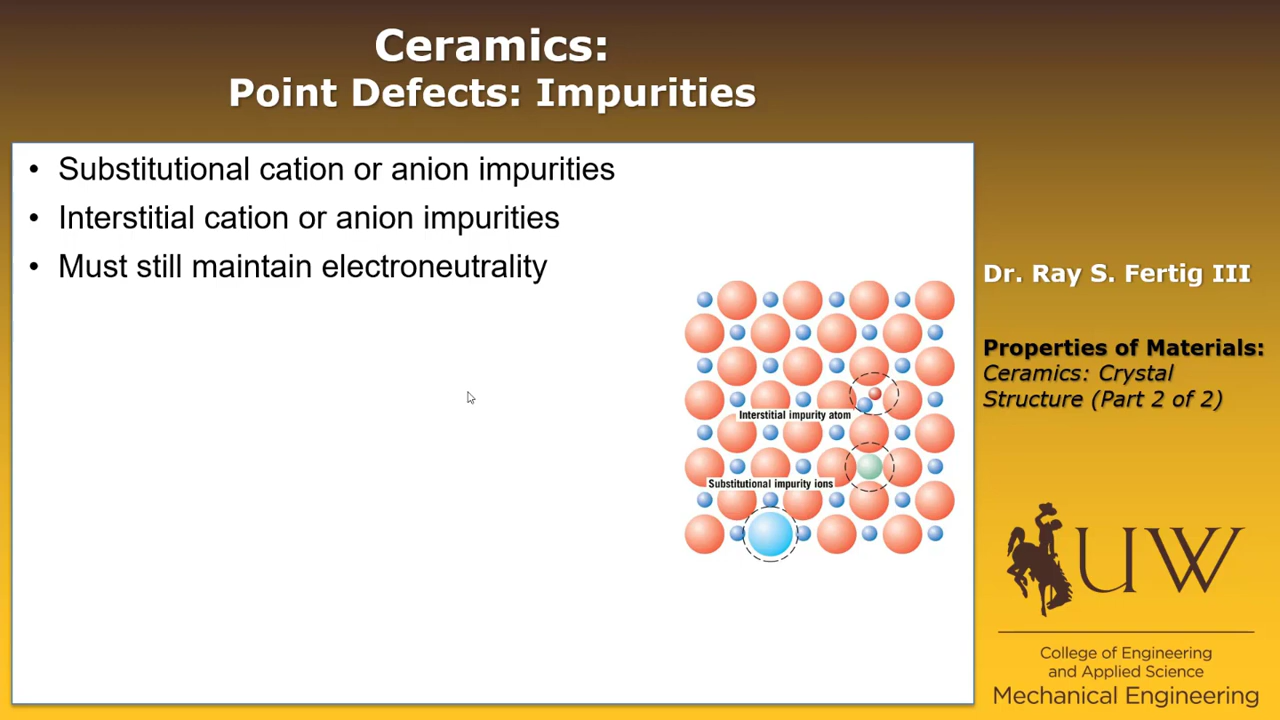 Ceramics:
Point Defects: Impurities
• Substitutional cation or anion impurities
• Interstitial cation or anion impurities
• Must still maintain electroneutrality
Interstitial impurity atom
Substitutional impurity ions
Dr. Ray S. Fertig III
Properties of Materials:
Ceramics: Crystal
Structure (Part 2 of 2)
UW
College of Engineering
and Applied Science
Mechanical Engineering